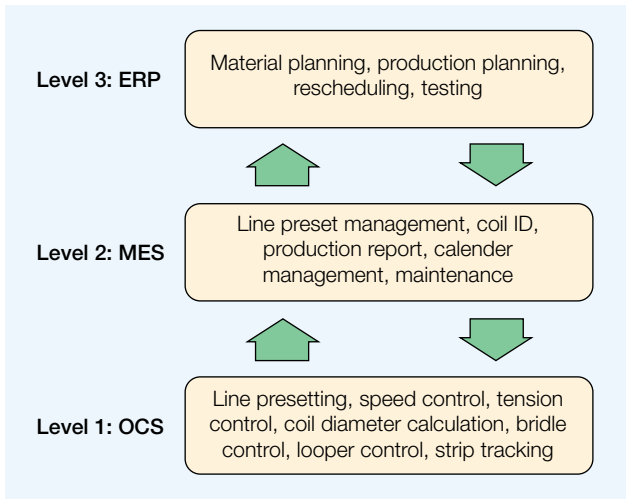 Level 3: ERP
Material planning, production planning,
rescheduling, testing
Level 2: MES
Line preset management, coil ID,
production report, calender
management, maintenance
Level 1: OCS
Line presetting, speed control, tension
control, coil diameter calculation, bridle
control, looper control, strip tracking